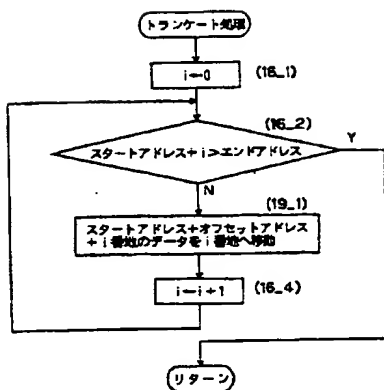 トランケート処理
i←0
(16_1)
(16_2)
スタートアドレス+i>エンドアドレス
Y
N
(19_1)
スタートアドレス+オフセットアドレス
+i番地のデータをi番地へ移動
i←i+1
(16_4)
リターン